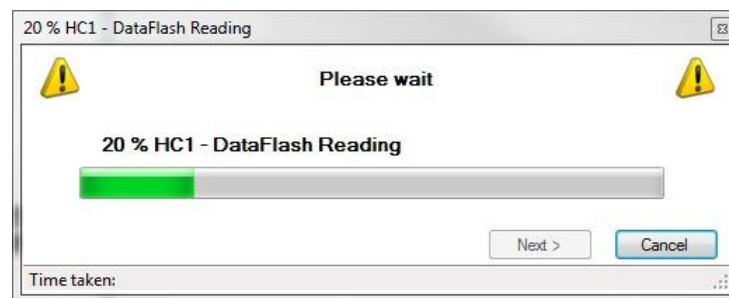 20 % HC1 - DataFlash Reading
Please wait
20 % HC1 - DataFlash Reading
Next >
Cancel
Time taken: